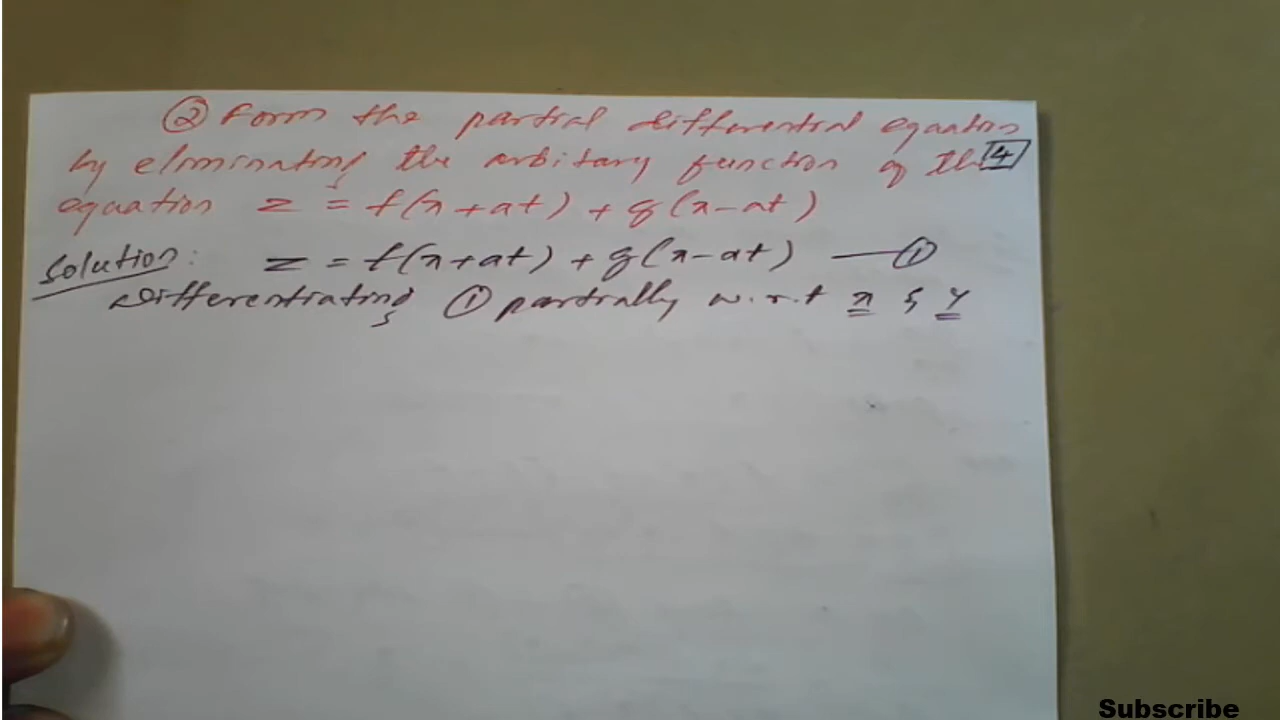 ② Form the partial differential equation
by eliminating the arbitary function of the
4
equation z = f(x+at) + g(x-at)
Solution: z = f(x+at) + g(x-at) —①
Differentiating ① partially w.r.t x & y
Subscribe